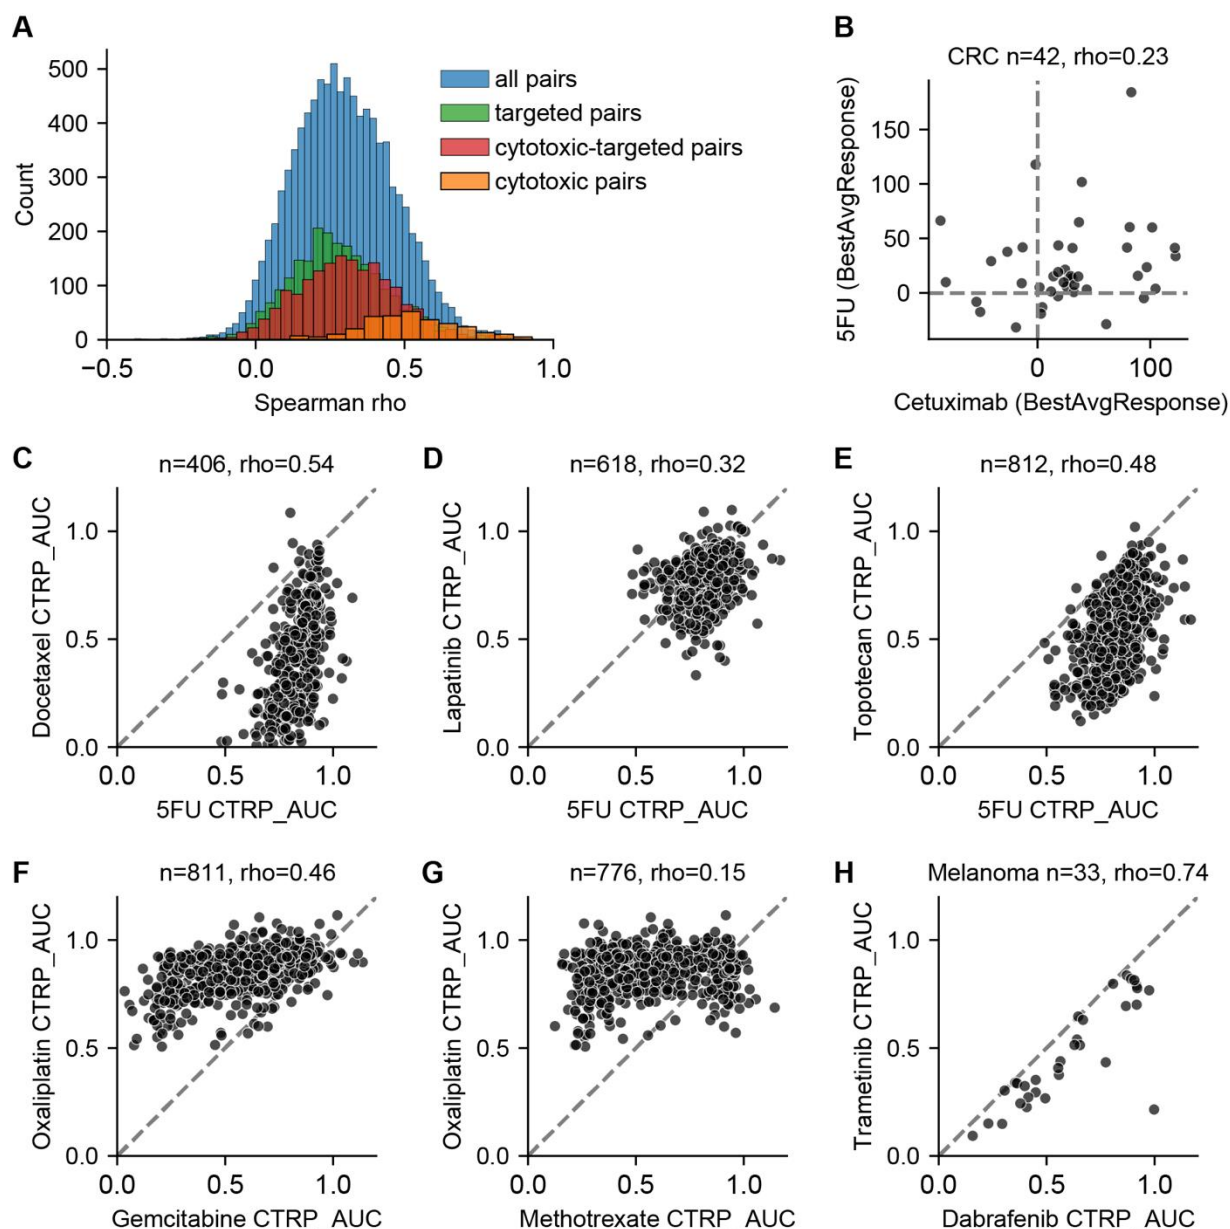 A
500
400
300
200
100
0
Count
−0.5
0.0
0.5
1.0
Spearman rho
all pairs
targeted pairs
cytotoxic-targeted pairs
cytotoxic pairs
B
CRC n=42, rho=0.23
5FU (BestAvgResponse)
150
100
50
0
0
100
Cetuximab (BestAvgResponse)
C
n=406, rho=0.54
Docetaxel CTRP_AUC
1.0
0.5
0.0
0.0
0.5
1.0
5FU CTRP_AUC
D
n=618, rho=0.32
Lapatinib CTRP_AUC
1.0
0.5
0.0
0.0
0.5
1.0
5FU CTRP_AUC
E
n=812, rho=0.48
Topotecan CTRP_AUC
1.0
0.5
0.0
0.0
0.5
1.0
5FU CTRP_AUC
F
n=811, rho=0.46
Oxaliplatin CTRP_AUC
1.0
0.5
0.0
0.0
0.5
1.0
Gemcitabine CTRP_AUC
G
n=776, rho=0.15
Oxaliplatin CTRP_AUC
1.0
0.5
0.0
0.0
0.5
1.0
Methotrexate CTRP_AUC
H
Melanoma n=33, rho=0.74
Trametinib CTRP_AUC
1.0
0.5
0.0
0.0
0.5
1.0
Dabrafenib CTRP_AUC